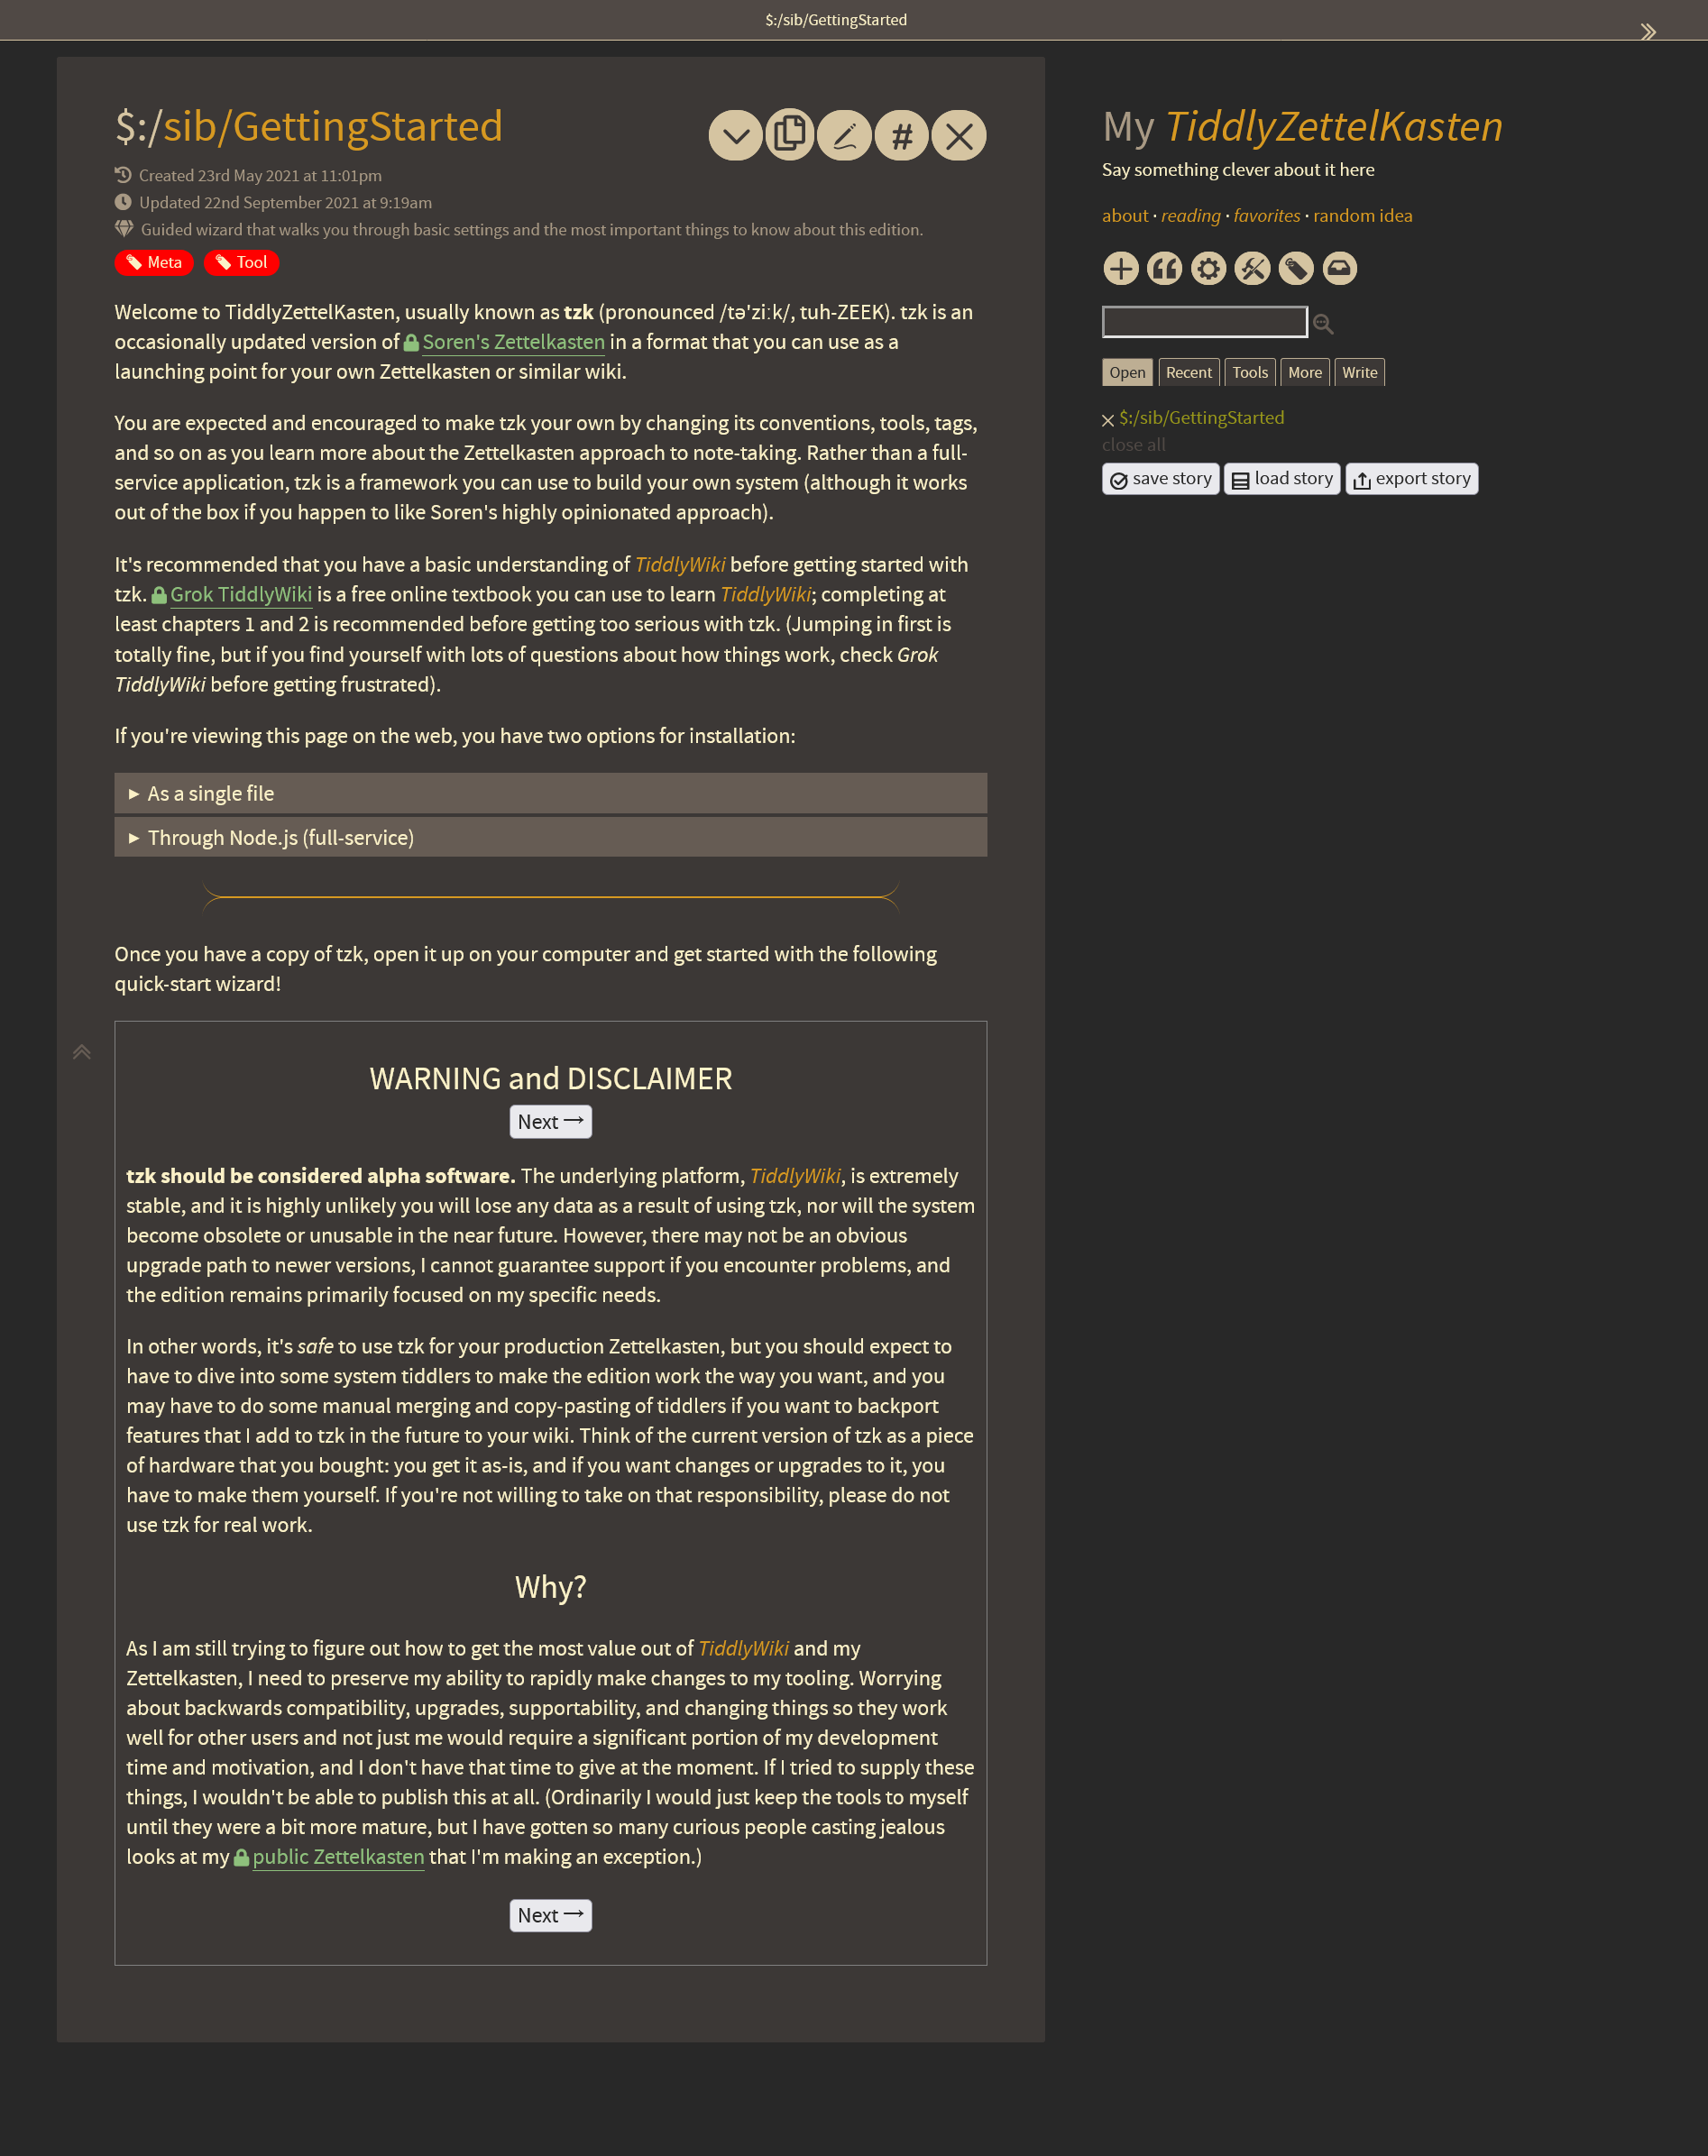 $:/sib/GettingStarted
$:/sib/GettingStarted
Created 23rd May 2021 at 11:01pm
Updated 22nd September 2021 at 9:19am
Guided wizard that walks you through basic settings and the most important things to know about this edition.
Meta Tool
Welcome to TiddlyZettelKasten, usually known as tzk (pronounced /tə'ziːk/, tuh-ZEEK). tzk is an
occasionally updated version of Soren's Zettelkasten in a format that you can use as a
launching point for your own Zettelkasten or similar wiki.
You are expected and encouraged to make tzk your own by changing its conventions, tools, tags,
and so on as you learn more about the Zettelkasten approach to note-taking. Rather than a full-
service application, tzk is a framework you can use to build your own system (although it works
out of the box if you happen to like Soren's highly opinionated approach).
It's recommended that you have a basic understanding of TiddlyWiki before getting started with
tzk. Grok TiddlyWiki is a free online textbook you can use to learn TiddlyWiki; completing at
least chapters 1 and 2 is recommended before getting too serious with tzk. (Jumping in first is
totally fine, but if you find yourself with lots of questions about how things work, check Grok
TiddlyWiki before getting frustrated).
If you're viewing this page on the web, you have two options for installation:
▸ As a single file
▸ Through Node.js (full-service)
Once you have a copy of tzk, open it up on your computer and get started with the following
quick-start wizard!
WARNING and DISCLAIMER
Next →
tzk should be considered alpha software. The underlying platform, TiddlyWiki, is extremely
stable, and it is highly unlikely you will lose any data as a result of using tzk, nor will the system
become obsolete or unusable in the near future. However, there may not be an obvious
upgrade path to newer versions, I cannot guarantee support if you encounter problems, and
the edition remains primarily focused on my specific needs.
In other words, it's safe to use tzk for your production Zettelkasten, but you should expect to
have to dive into some system tiddlers to make the edition work the way you want, and you
may have to do some manual merging and copy-pasting of tiddlers if you want to backport
features that I add to tzk in the future to your wiki. Think of the current version of tzk as a piece
of hardware that you bought: you get it as-is, and if you want changes or upgrades to it, you
have to make them yourself. If you're not willing to take on that responsibility, please do not
use tzk for real work.
Why?
As I am still trying to figure out how to get the most value out of TiddlyWiki and my
Zettelkasten, I need to preserve my ability to rapidly make changes to my tooling. Worrying
about backwards compatibility, upgrades, supportability, and changing things so they work
well for other users and not just me would require a significant portion of my development
time and motivation, and I don't have that time to give at the moment. If I tried to supply these
things, I wouldn't be able to publish this at all. (Ordinarily I would just keep the tools to myself
until they were a bit more mature, but I have gotten so many curious people casting jealous
looks at my public Zettelkasten that I'm making an exception.)
Next →
My TiddlyZettelKasten
Say something clever about it here
about · reading · favorites · random idea
Open Recent Tools More Write
$:/sib/GettingStarted
close all
save story load story export story